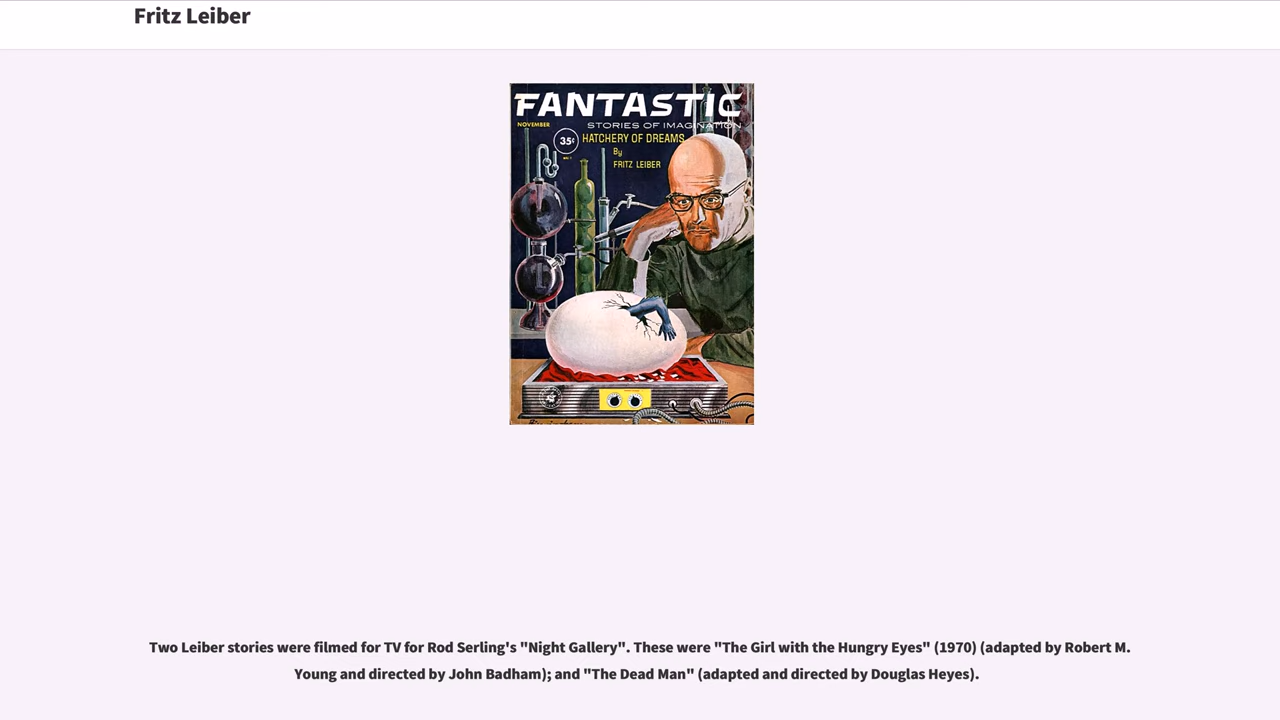 Fritz Leiber
FANTASTIC
NOVEMBER
STORIES OF IMAGINATION
35¢
HATCHERY OF DREAMS
By
FRITZ LEIBER
Two Leiber stories were filmed for TV for Rod Serling's "Night Gallery". These were "The Girl with the Hungry Eyes" (1970) (adapted by Robert M.
Young and directed by John Badham); and "The Dead Man" (adapted and directed by Douglas Heyes).